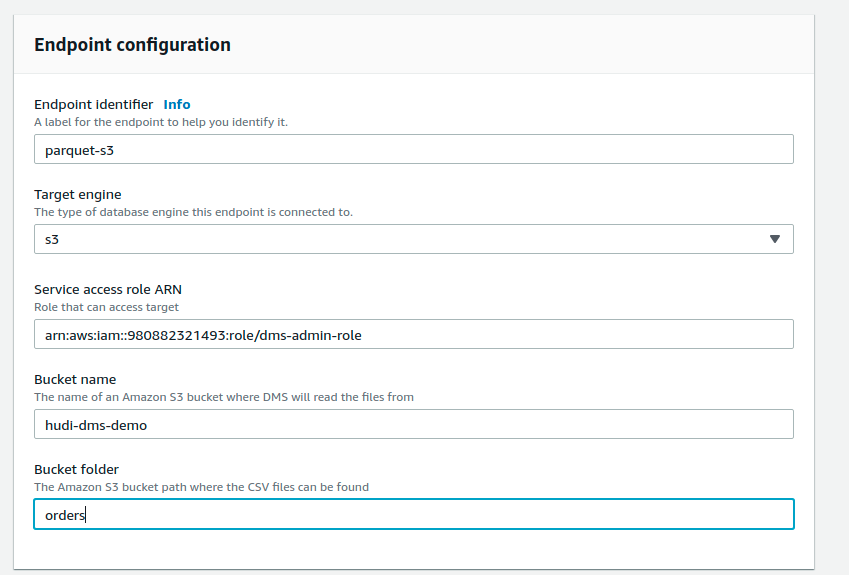 Endpoint configuration
Endpoint identifier Info
A label for the endpoint to help you identify it.
parquet-s3
Target engine
The type of database engine this endpoint is connected to.
s3
Service access role ARN
Role that can access target
arn:aws:iam::980882321493:role/dms-admin-role
Bucket name
The name of an Amazon S3 bucket where DMS will read the files from
hudi-dms-demo
Bucket folder
The Amazon S3 bucket path where the CSV files can be found
orders